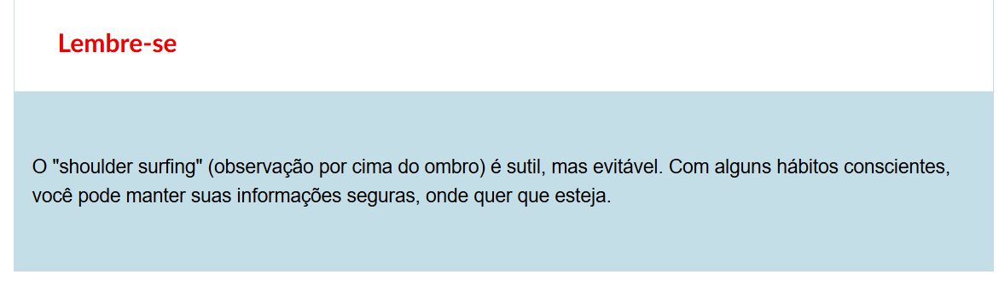 Lembre-se
O "shoulder surfing" (observação por cima do ombro) é sutil, mas evitável. Com alguns hábitos conscientes,
você pode manter suas informações seguras, onde quer que esteja.